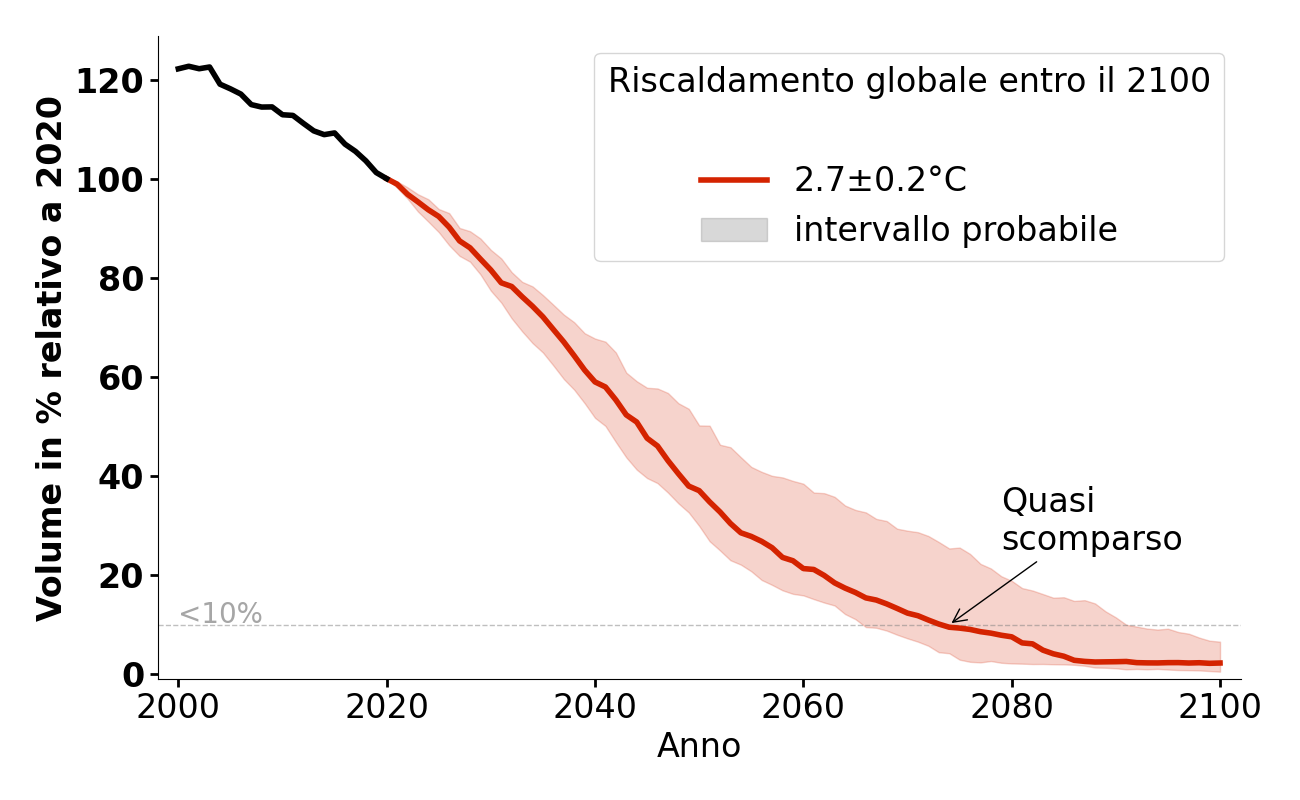 Riscaldamento globale entro il 2100
2.7±0.2°C
intervallo probabile
Volume in % relativo a 2020
120
100
80
60
40
20
0
<10%
Quasi
scomparso
2000 2020 2040 2060 2080 2100
Anno